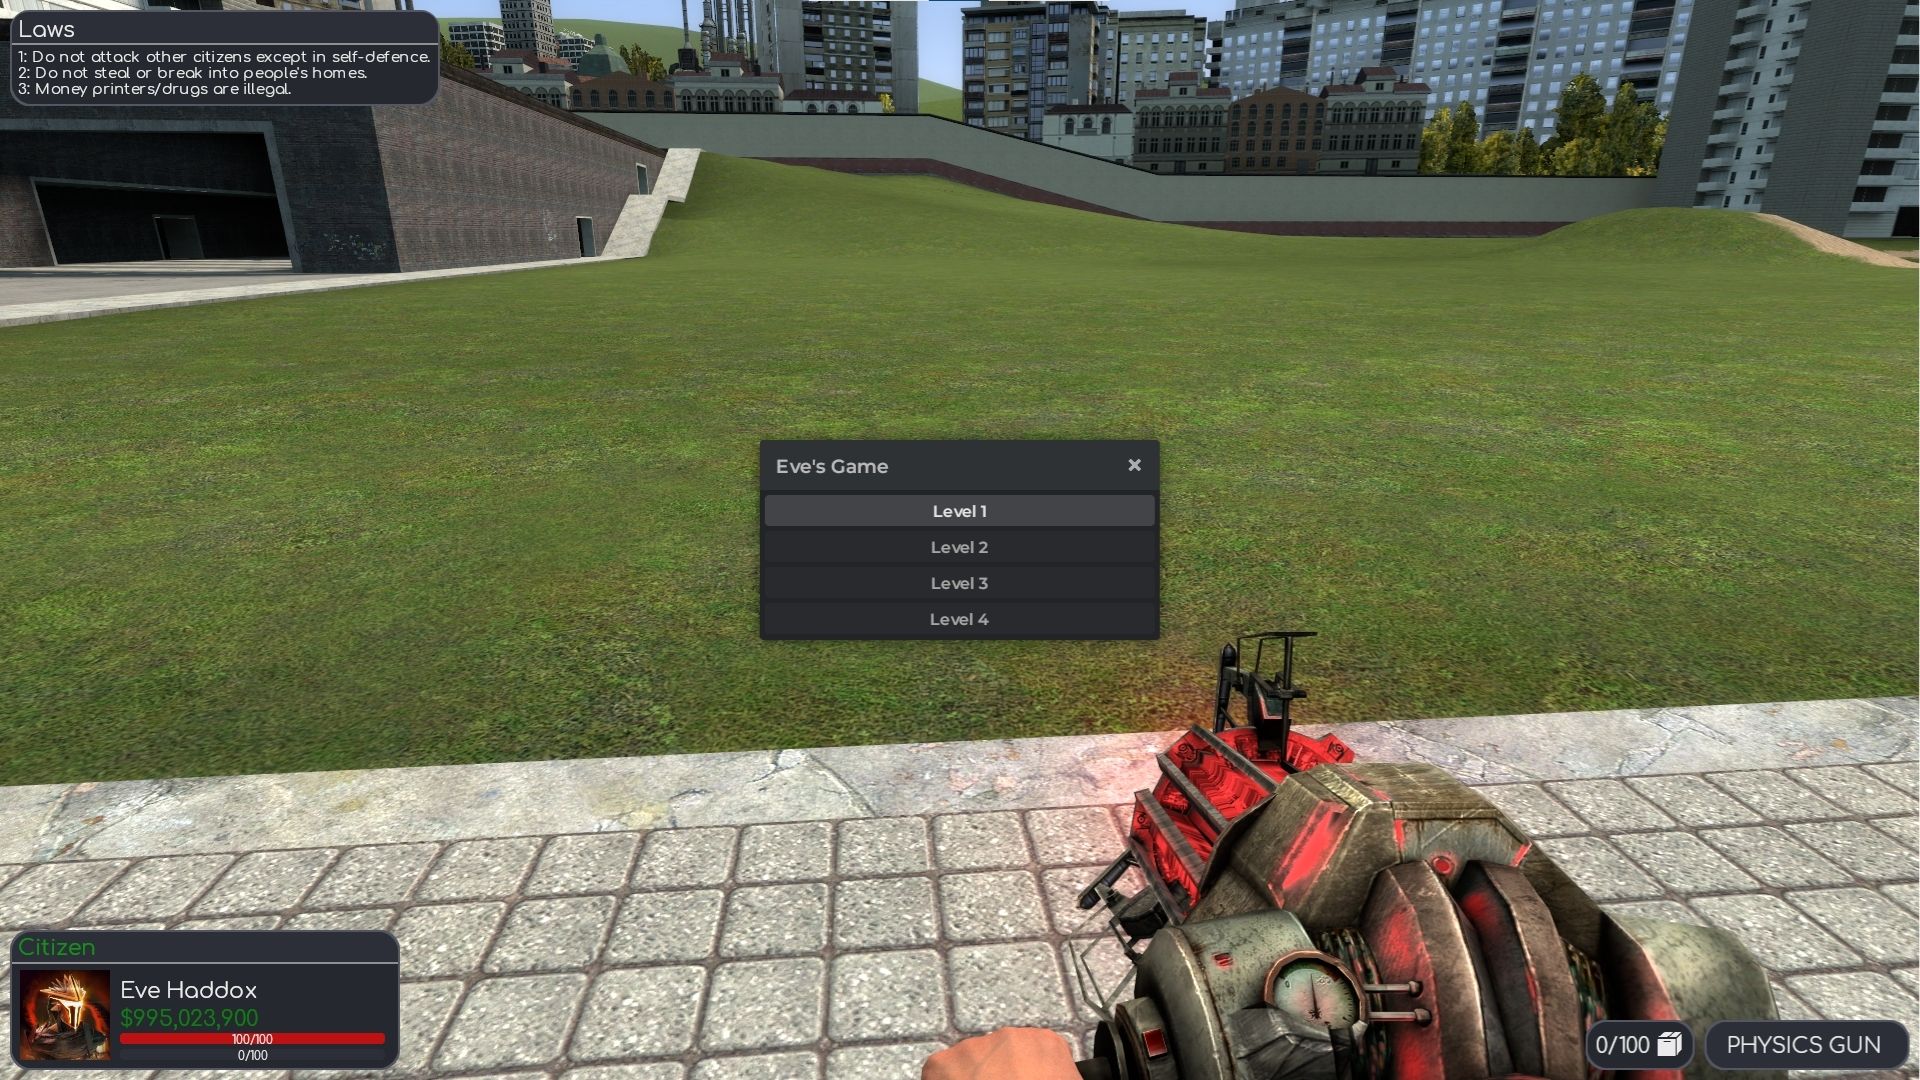 Laws
1: Do not attack other citizens except in self-defence.
2: Do not steal or break into people's homes.
3: Money printers/drugs are illegal.
Eve's Game
Level 1
Level 2
Level 3
Level 4
Citizen
Eve Haddox
$995,023,900
100/100
0/100
0/100
PHYSICS GUN